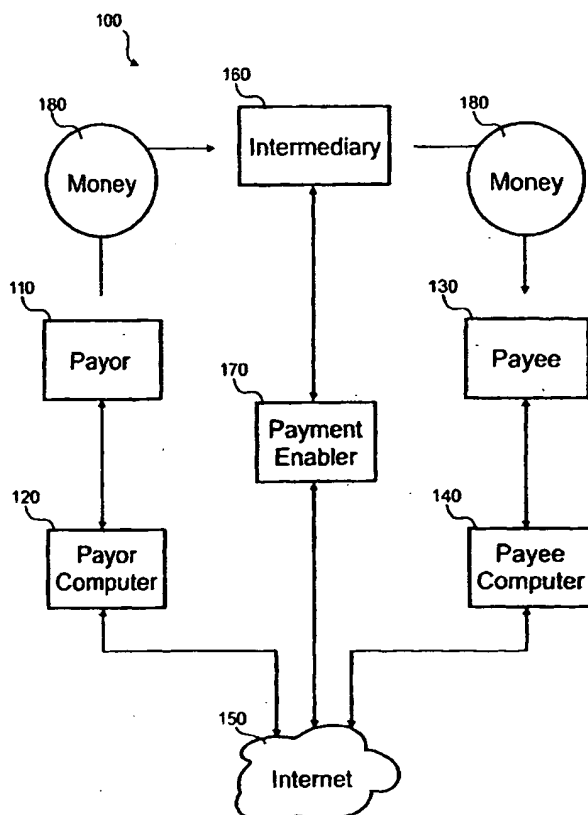 100
180
Money
160
Intermediary
180
Money
110
Payor
130
Payee
170
Payment
Enabler
120
Payor
Computer
140
Payee
Computer
150
Internet